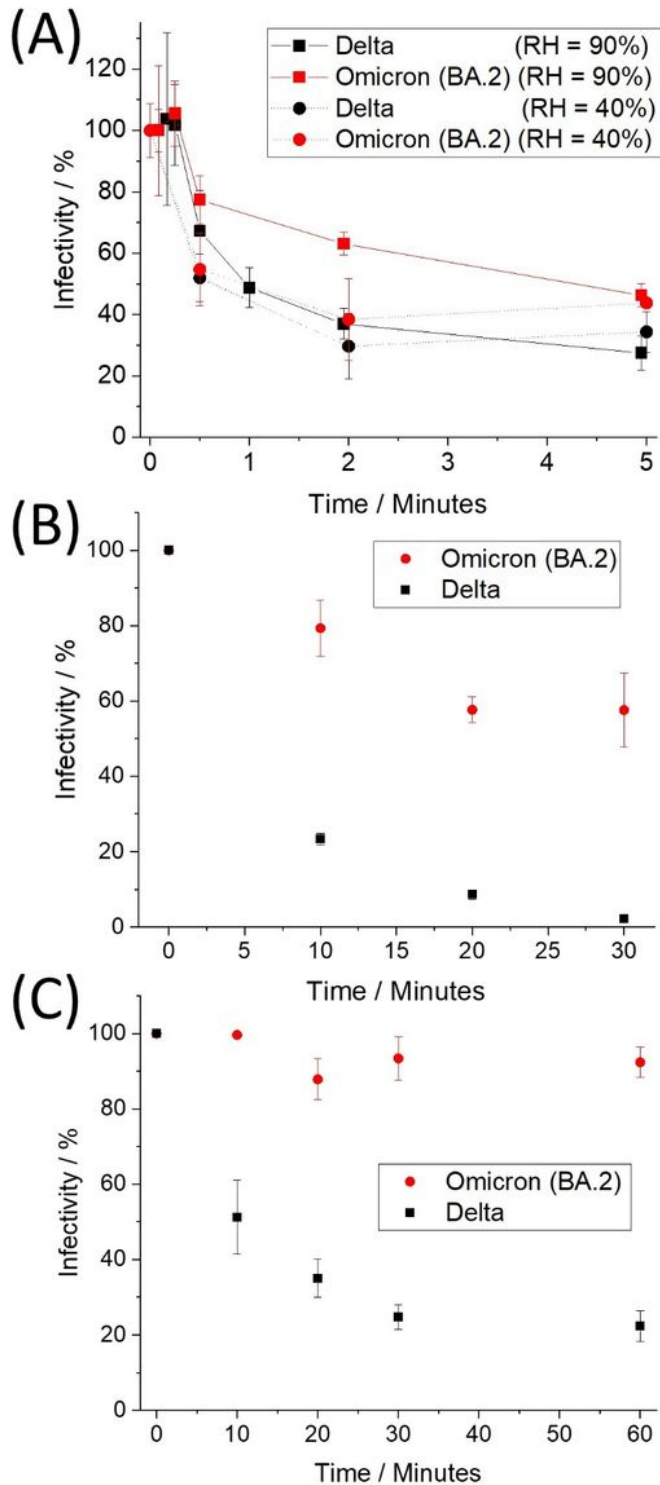 (A)
Delta (RH = 90%)
Omicron (BA.2) (RH = 90%)
Delta (RH = 40%)
Omicron (BA.2) (RH = 40%)
120
100
80
60
40
20
0
Infectivity / %
0 1 2 3 4 5
Time / Minutes
(B)
Omicron (BA.2)
Delta
100
80
60
40
20
0
Infectivity / %
0 5 10 15 20 25 30
Time / Minutes
(C)
100
80
60
40
20
0
Infectivity / %
Omicron (BA.2)
Delta
0 10 20 30 40 50 60
Time / Minutes